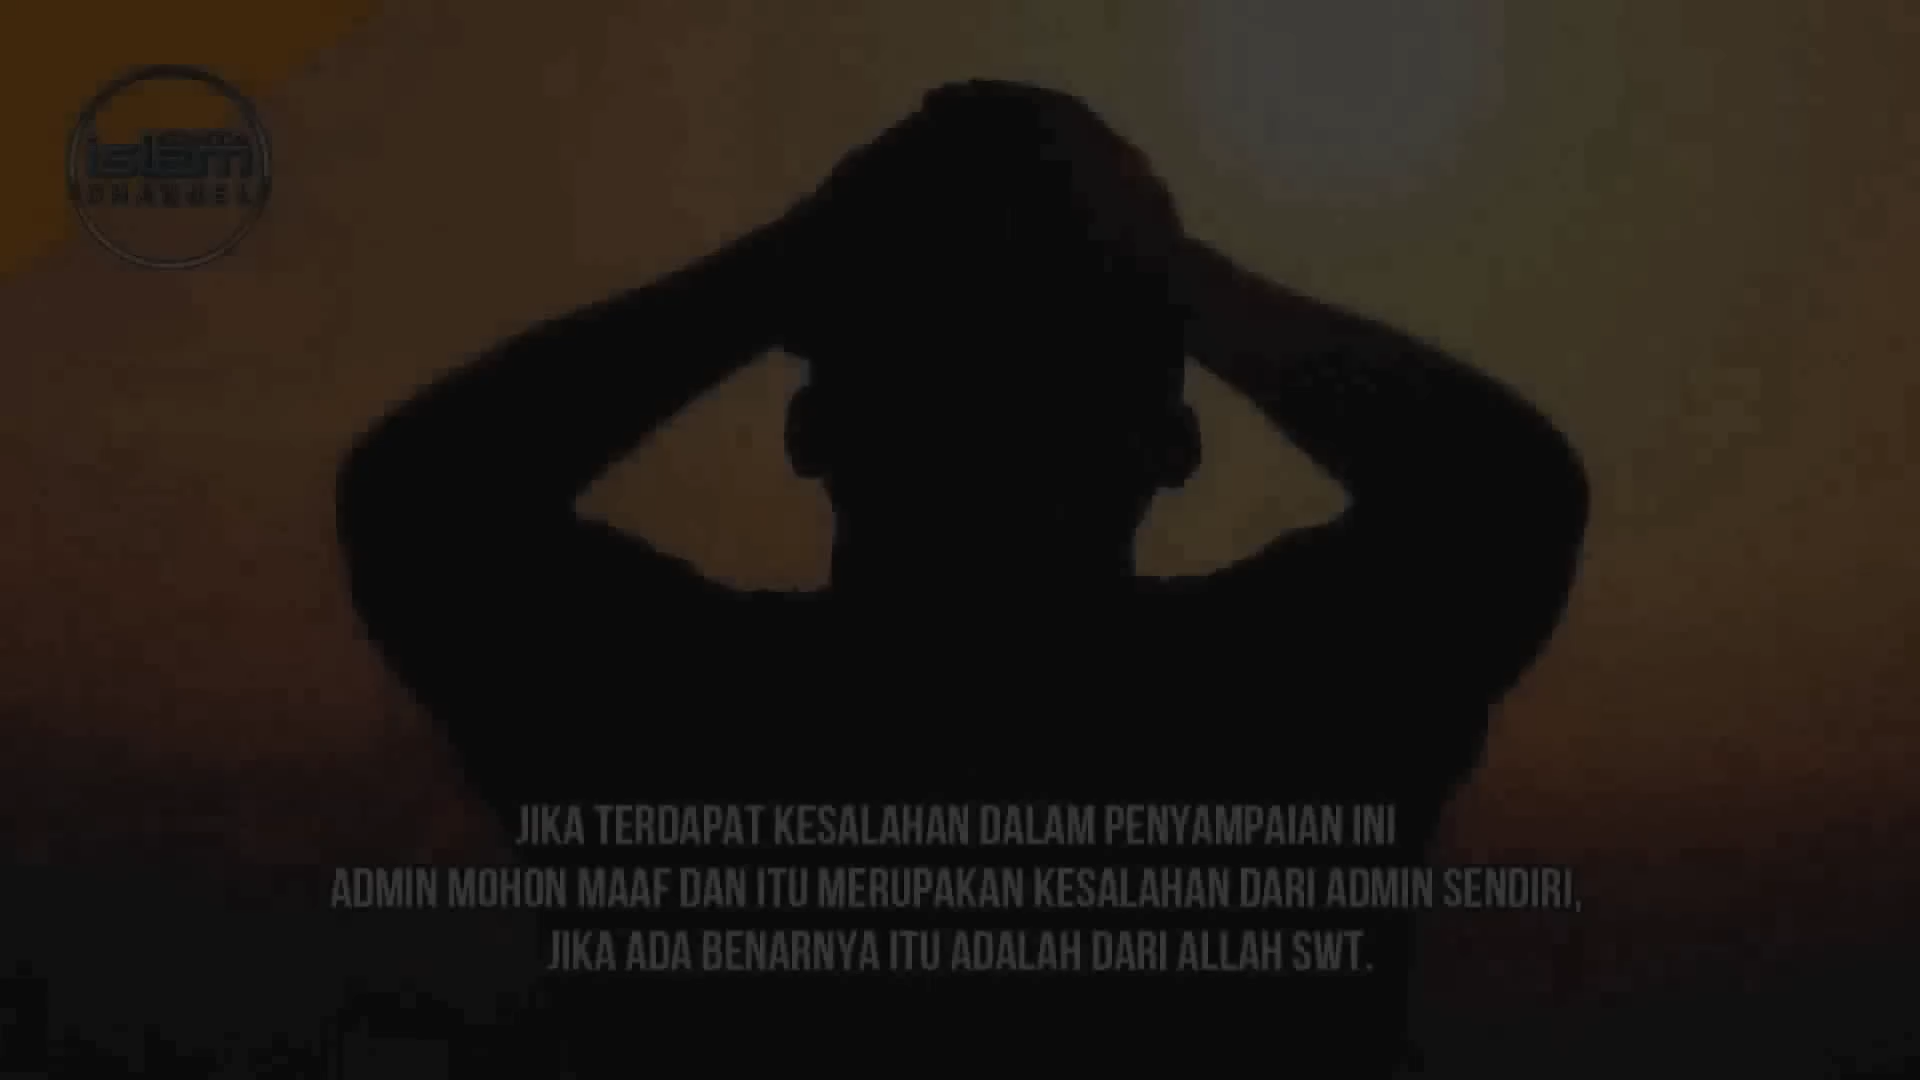 islam
CHANNEL
JIKA TERDAPAT KESALAHAN DALAM PENYAMPAIAN INI
ADMIN MOHON MAAF DAN ITU MERUPAKAN KESALAHAN DARI ADMIN SENDIRI,
JIKA ADA BENARNYA ITU ADALAH DARI ALLAH SWT.